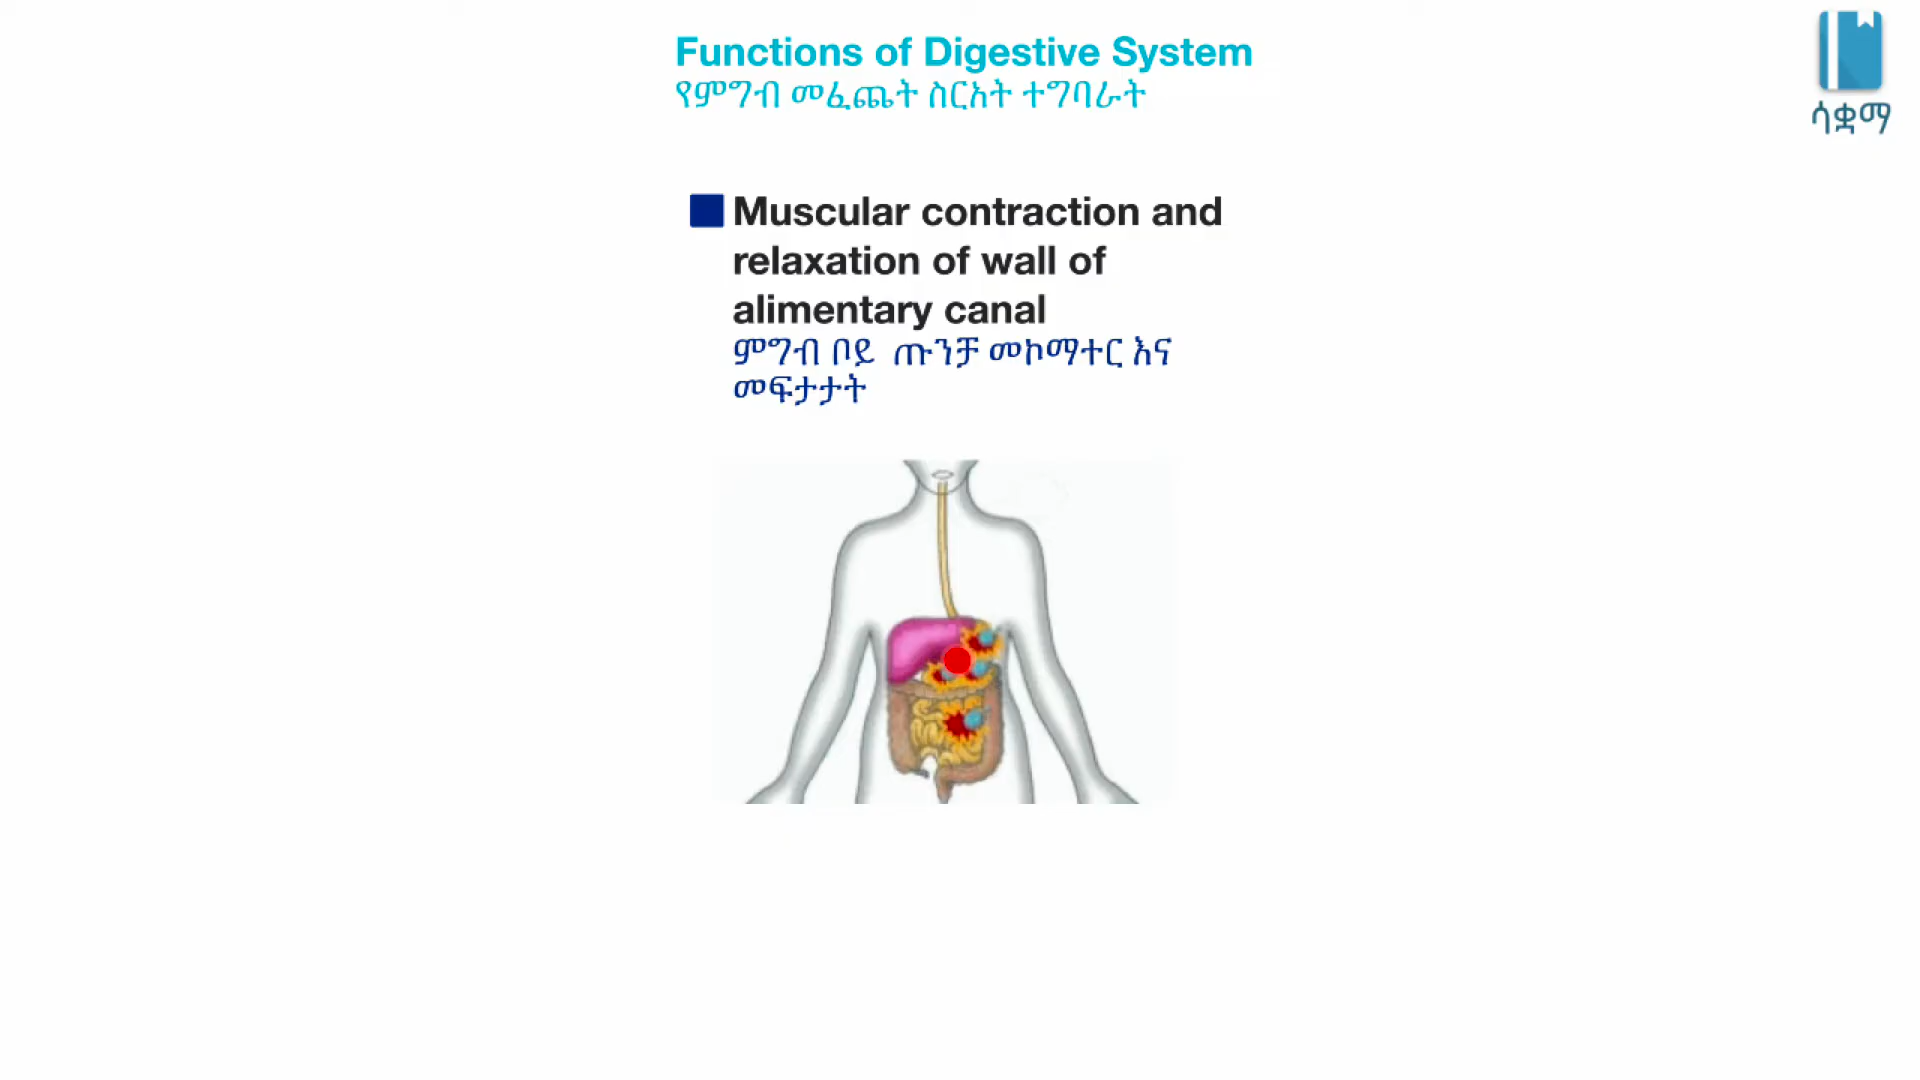 Functions of Digestive System
የምግብ መፈጨት ስርአት ተግባራት
ሳቋማ
Muscular contraction and
relaxation of wall of
alimentary canal
ምግብ ቦይ ጡንቻ መኮማተር እና
መፍታታት